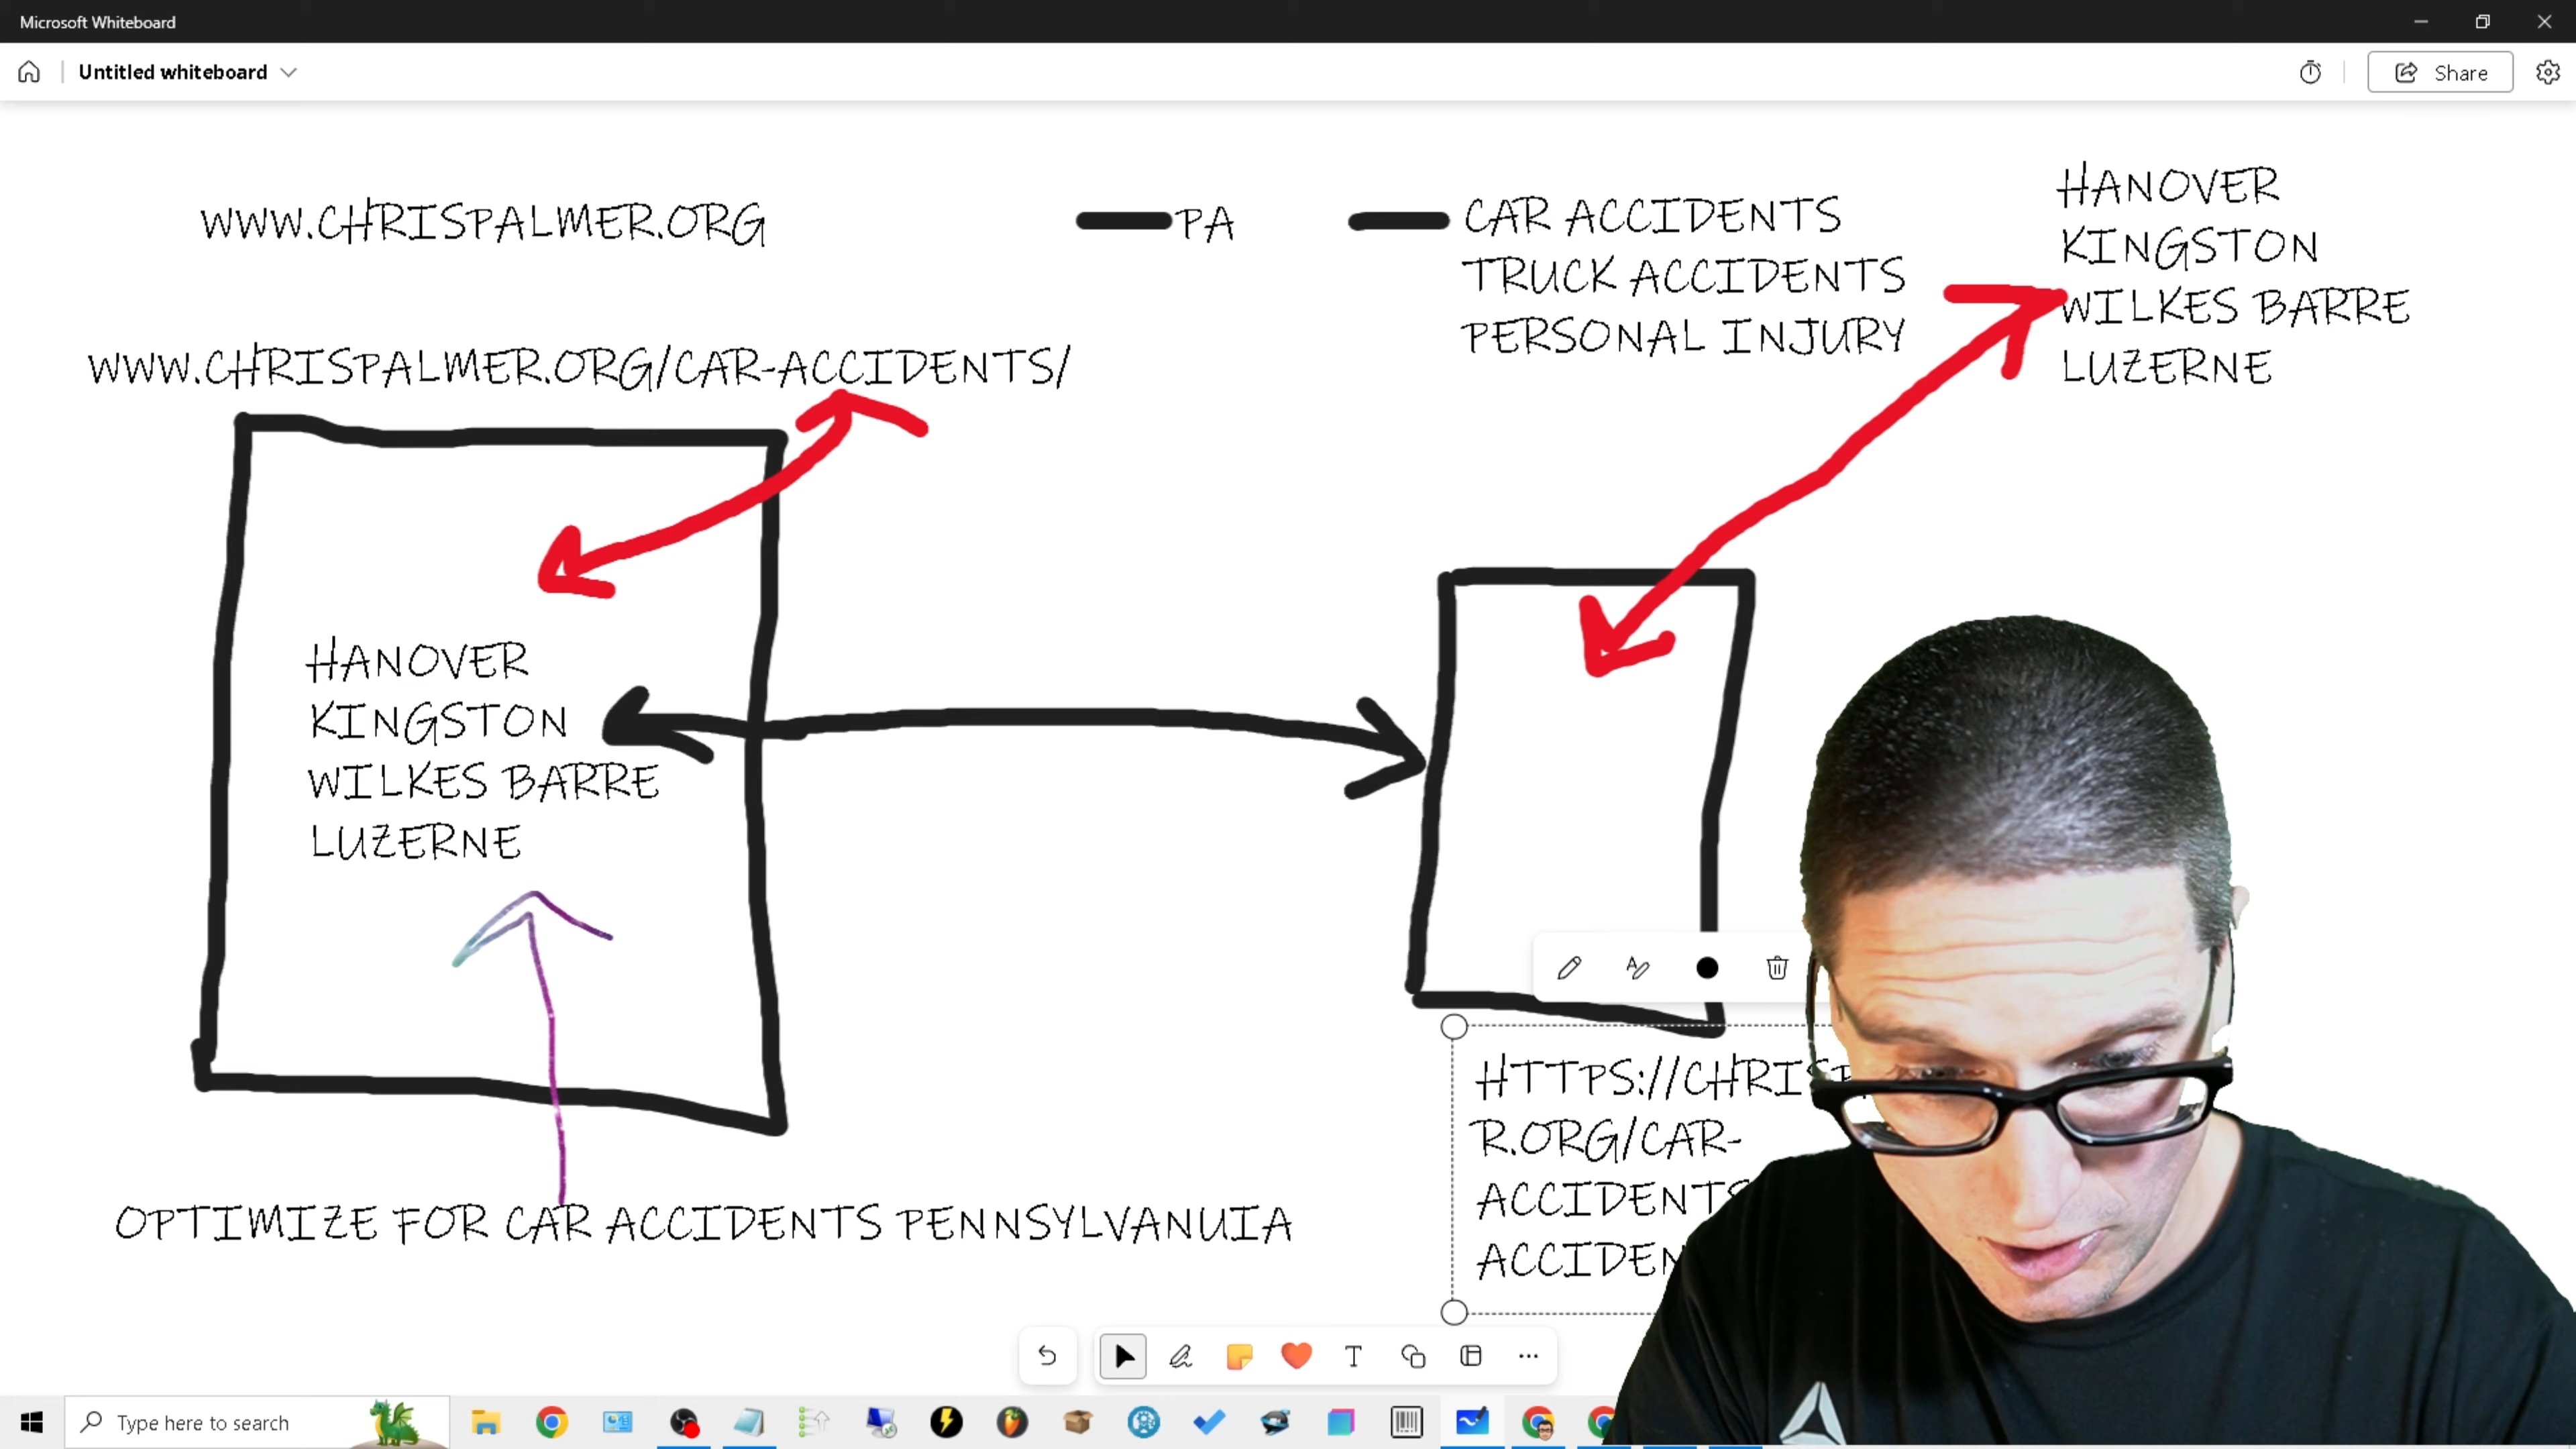 Microsoft Whiteboard
Untitled whiteboard
Share
WWW.CHRISPALMER.ORG
PA
CAR ACCIDENTS
TRUCK ACCIDENTS
PERSONAL INJURY
HANOVER
KINGSTON
WILKES BARRE
LUZERNE
WWW.CHRISPALMER.ORG/CAR-ACCIDENTS/
HANOVER
KINGSTON
WILKES BARRE
LUZERNE
OPTIMIZE FOR CAR ACCIDENTS PENNSYLVANUIA
R.ORG/CAR-
Type here to search